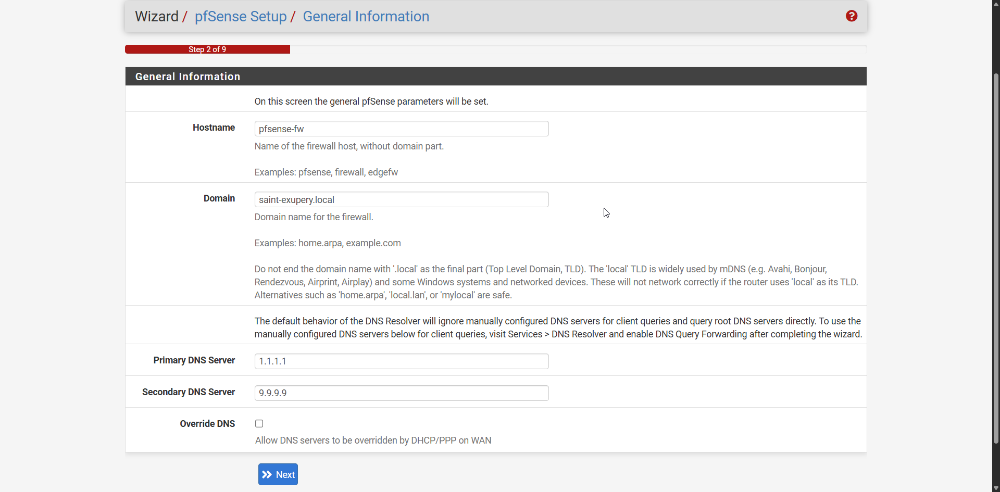 Wizard / pfSense Setup / General Information
Step 2 of 9
General Information
On this screen the general pfSense parameters will be set.
Hostname
pfsense-fw
Name of the firewall host, without domain part.
Examples: pfsense, firewall, edgefw
Domain
saint-exupery.local
Domain name for the firewall.
Examples: home.arpa, example.com
Do not end the domain name with '.local' as the final part (Top Level Domain, TLD). The 'local' TLD is widely used by mDNS (e.g. Avahi, Bonjour,
Rendezvous, Airprint, Airplay) and some Windows systems and networked devices. These will not network correctly if the router uses 'local' as its TLD.
Alternatives such as 'home.arpa', 'local.lan', or 'mylocal' are safe.
The default behavior of the DNS Resolver will ignore manually configured DNS servers for client queries and query root DNS servers directly. To use the
manually configured DNS servers below for client queries, visit Services > DNS Resolver and enable DNS Query Forwarding after completing the wizard.
Primary DNS Server
1.1.1.1
Secondary DNS Server
9.9.9.9
Override DNS
Allow DNS servers to be overridden by DHCP/PPP on WAN
Next